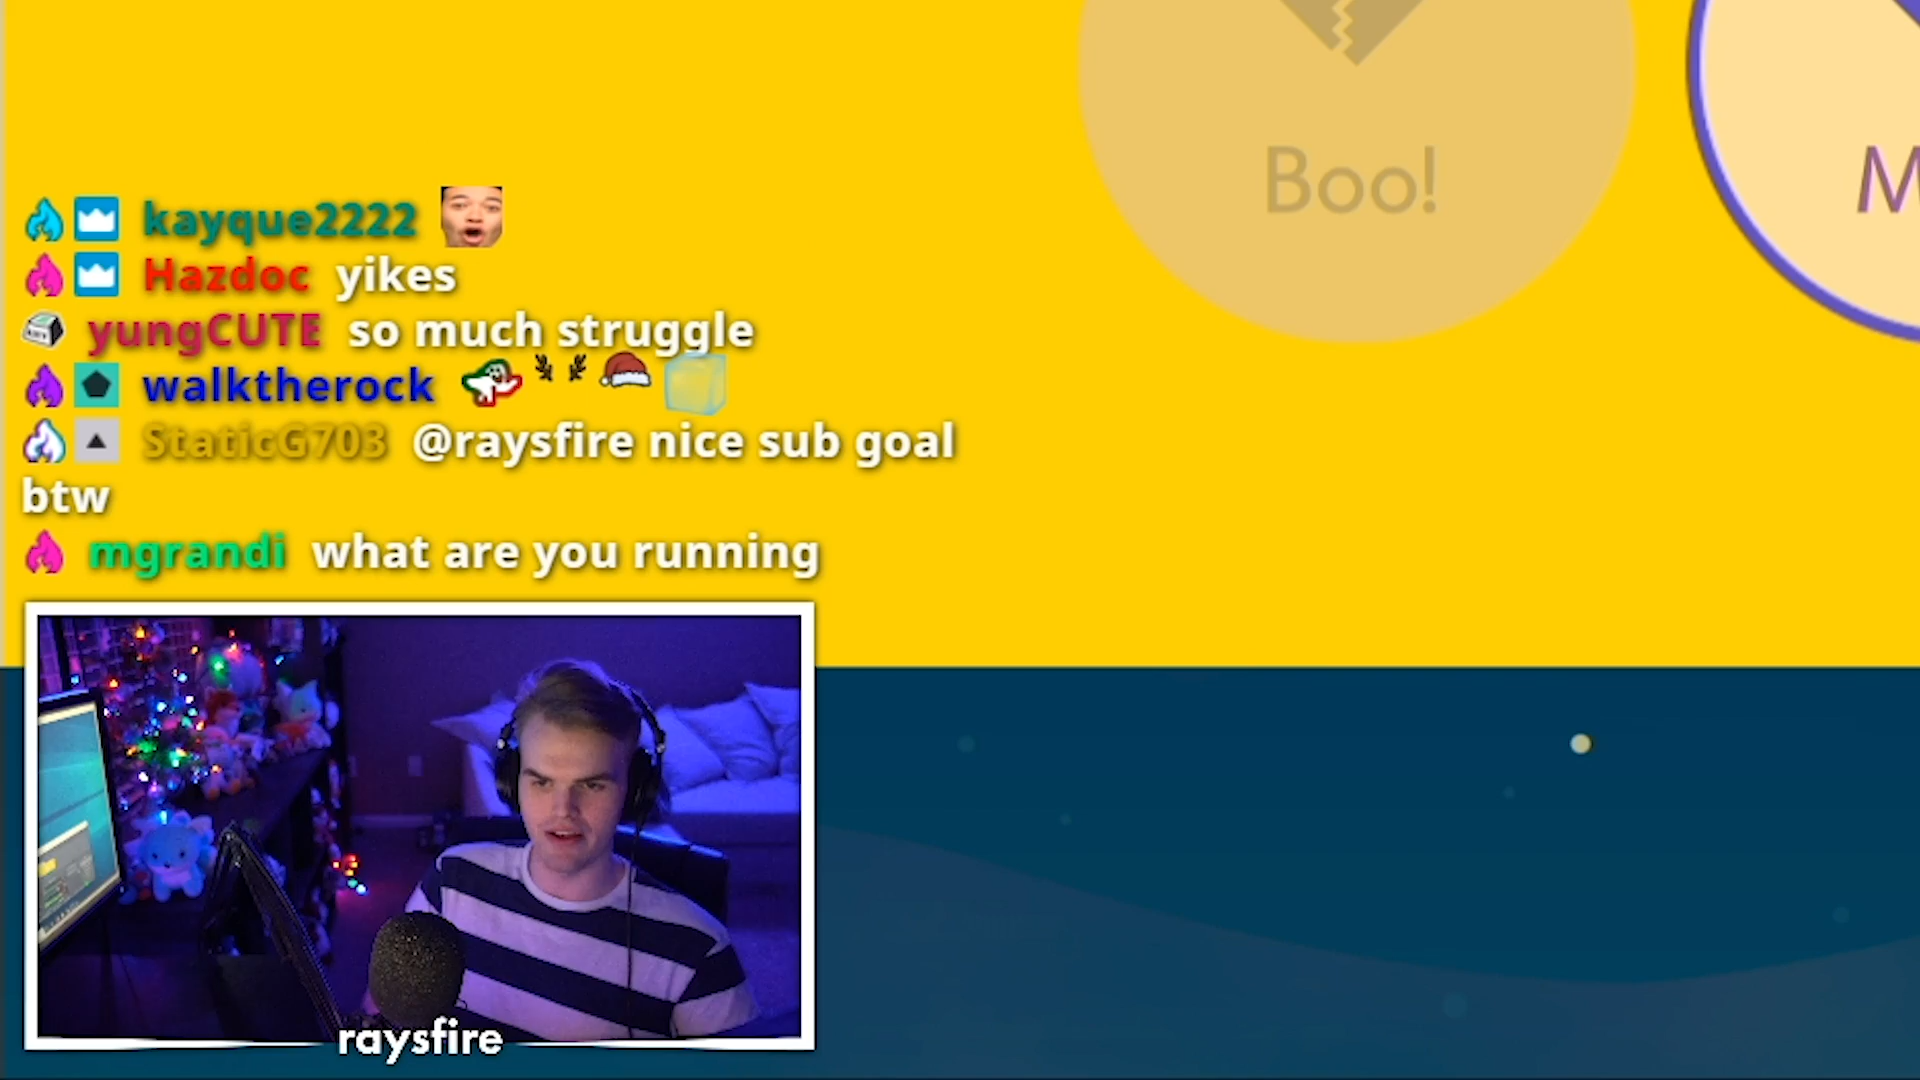 Boo!
M
kayque2222
Hazdoc yikes
yungCUTE so much struggle
walktherock
StaticG703 @raysfire nice sub goal
btw
mgrandi what are you running
raysfire